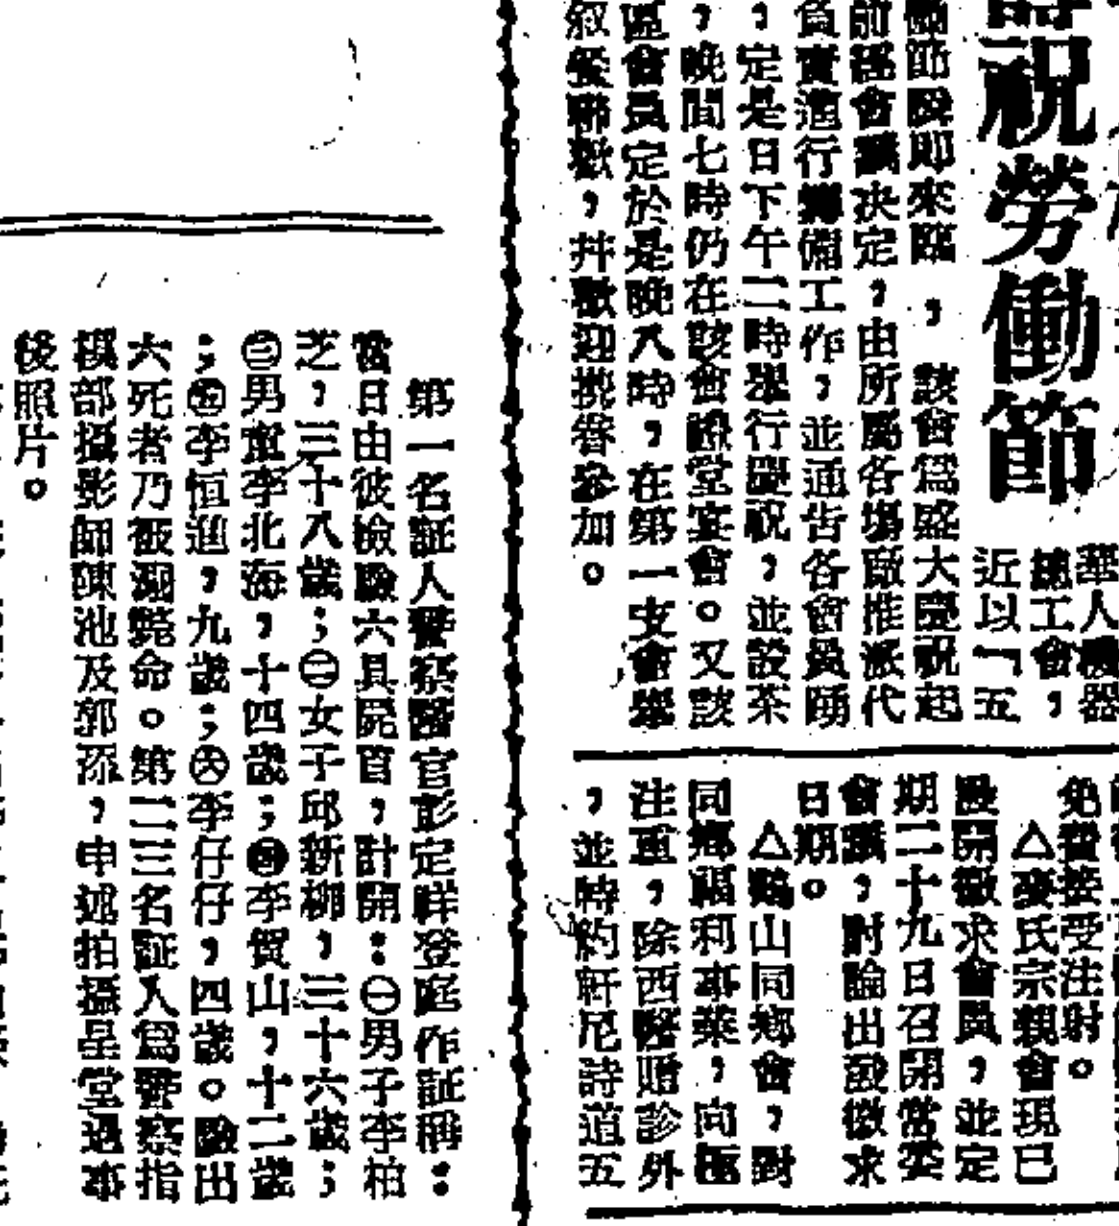 祝勞働節
華人機器
總工會，
近以「五
働節瞬即來臨，該會爲盛大慶祝起
前經會議决定，由所屬各塲廠推派代
負責進行籌備工作，並通告各會員踴
，定是日下午二時舉行慶祝，並設茶
，晚間七時仍在該會禮堂宴會。又該
區會員定於是晚八時，在第一支會舉
叙餐聯歡，并歡迎携眷參加。
免費接受注射。
△麥氏宗親會現已
設開徵求會員，並定
期二十九日召開常委
會議，討論出發徵求
日期。
△鶴山同鄉會，對
同鄉福利事業，向極
注重，除西醫贈診外
，並時約軒尼詩道五
第一名証人警察醫官彭定祥登庭作証稱：
當日由彼檢驗六具屍首，計開：㊀男子李柏
芝，三十八歲；㊁女子邱新柳，三十六歲；
㊂男童李北海，十四歲；㊃李賀山，十二歲
；㊄李恒進，九歲；㊅李仔仔，四歲。驗出
六死者乃被溺斃命。第二三名証人爲警察指
模部攝影師陳池及郭添，申述拍攝呈堂過事
後照片。